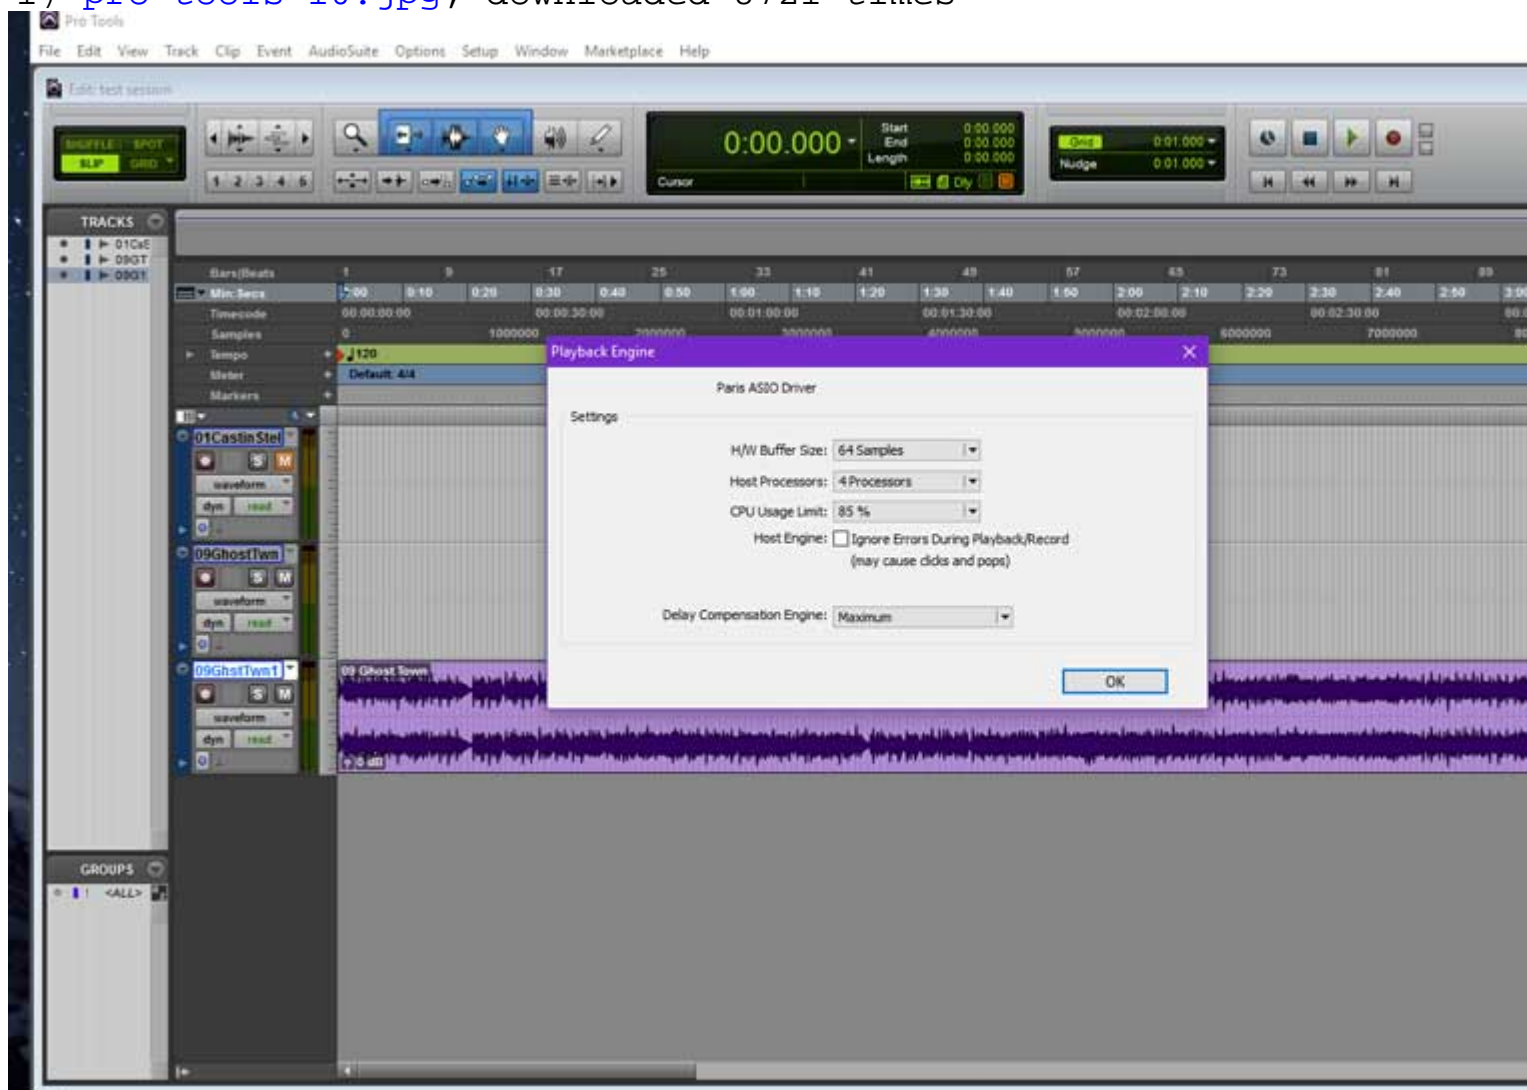 pro tools 10.jpg, downloaded 6721 times
Pro Tools
File Edit View Track Clip Event AudioSuite Options Setup Window Marketplace Help
Edit: test session
SHUFFLE SPOT
SLIP GRID
1 2 3 4 5
0:00.000
Start 0:00.000
End 0:00.000
Length 0:00.000
Cursor
Dly
Grid 0:01.000
Nudge 0:01.000
TRACKS
01CaS
09GT
09GT
Bars|Beats 1 9 17 25 33 41 49 57 65 73 81 89
Min:Secs 0:00 0:10 0:20 0:30 0:40 0:50 1:00 1:10 1:20 1:30 1:40 1:50 2:00 2:10 2:20 2:30 2:40 2:50 3:00
Timecode 00:00:00:00 00:00:30:00 00:01:00:00 00:01:30:00 00:02:00:00 00:02:30:00
Samples 0 1000000 2000000 3000000 4000000 5000000 6000000 7000000
Tempo 120
Meter Default: 4/4
Markers
Playback Engine
Paris ASIO Driver
Settings
H/W Buffer Size: 64 Samples
Host Processors: 4 Processors
CPU Usage Limit: 85 %
Host Engine: Ignore Errors During Playback/Record
(may cause clicks and pops)
Delay Compensation Engine: Maximum
OK
01CastinStel
S M
waveform
dyn read
09GhostTwn
S M
waveform
dyn read
09GhstTwn1
S M
waveform
dyn read
09 Ghost Town
0 dB
GROUPS
! <ALL>